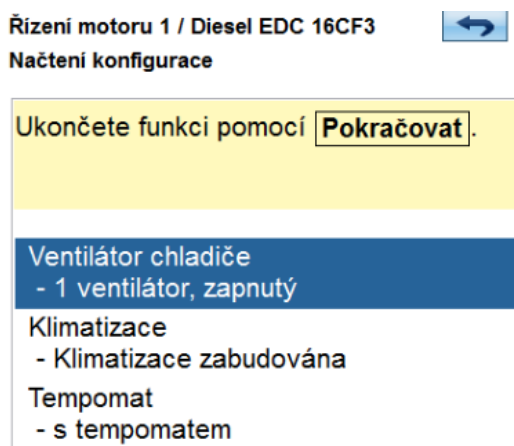 Řízení motoru 1 / Diesel EDC 16CF3
Načtení konfigurace
Ukončete funkci pomocí Pokračovat.
Ventilátor chladiče
- 1 ventilátor, zapnutý
Klimatizace
- Klimatizace zabudována
Tempomat
- s tempomatem